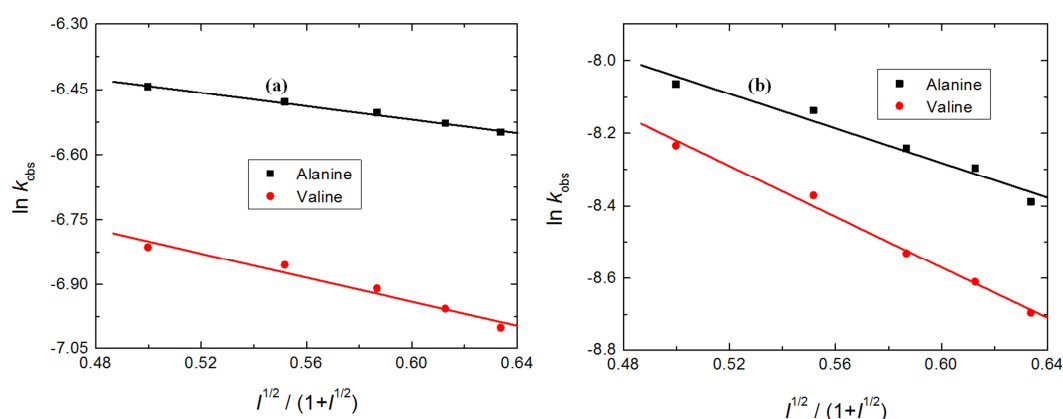 -6.30
-6.45
-6.60
-6.75
-6.90
-7.05
ln k_obs
(a)
Alanine
Valine
0.48 0.52 0.56 0.60 0.64
I^1/2 / (1+I^1/2)
-8.0
-8.2
-8.4
-8.6
-8.8
ln k_obs
(b)
Alanine
Valine
0.48 0.52 0.56 0.60 0.64
I^1/2 / (1+I^1/2)